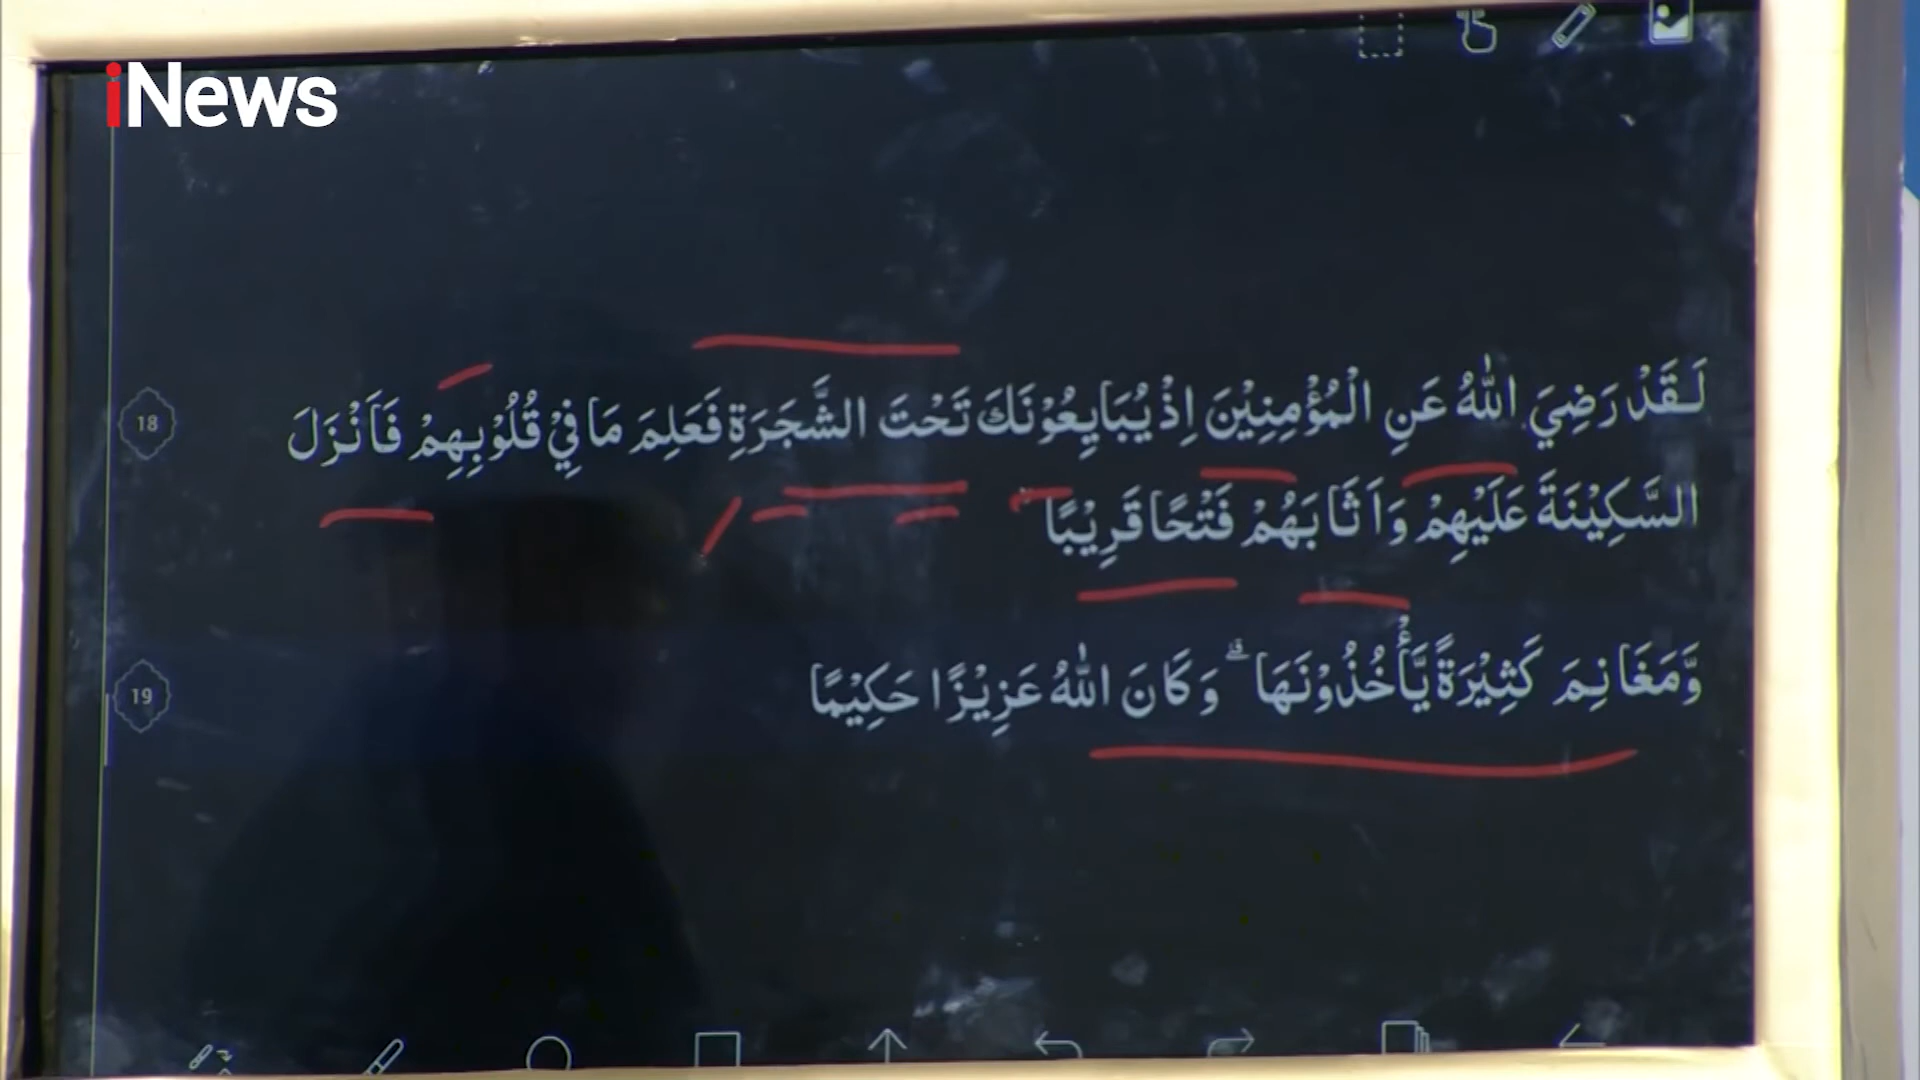 iNews
لَقَدْ رَضِيَ اللّٰهُ عَنِ الْمُؤْمِنِيْنَ اِذْ يُبَايِعُوْنَكَ تَحْتَ الشَّجَرَةِ فَعَلِمَ مَا فِيْ قُلُوْبِهِمْ فَاَنْزَلَ
18
السَّكِيْنَةَ عَلَيْهِمْ وَاَثَابَهُمْ فَتْحًا قَرِيْبًا
وَّمَغَانِمَ كَثِيْرَةً يَّأْخُذُوْنَهَا ۗ وَكَانَ اللّٰهُ عَزِيْزًا حَكِيْمًا
19